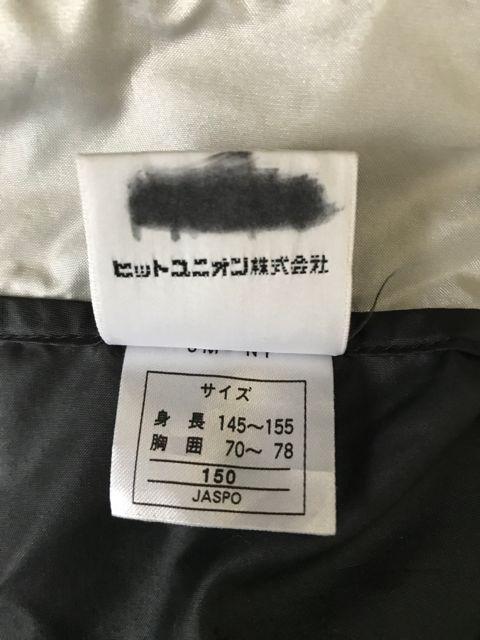 ヒットユニオン株式会社
サイズ
身長 145～155
胸囲 70～ 78
150
JASPO